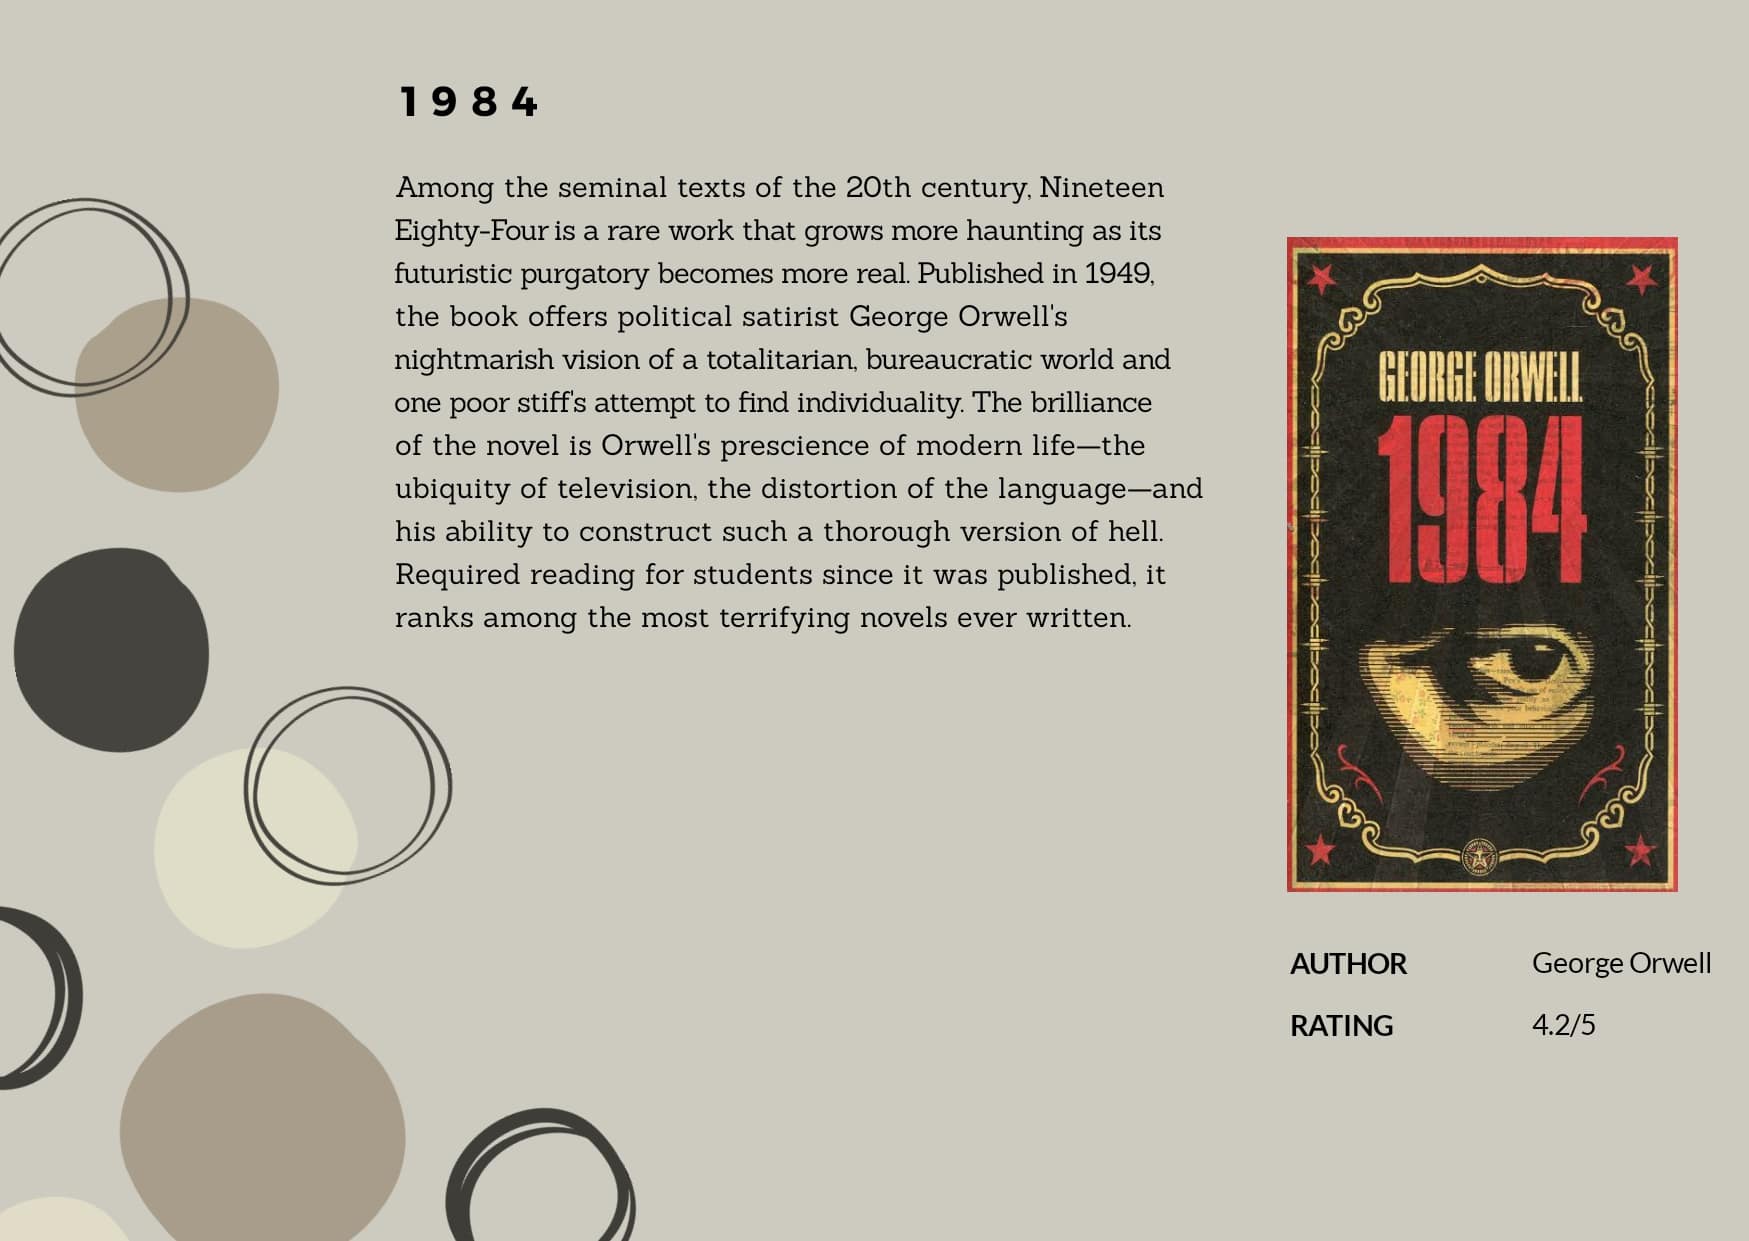 1984
Among the seminal texts of the 20th century, Nineteen
Eighty-Four is a rare work that grows more haunting as its
futuristic purgatory becomes more real. Published in 1949,
the book offers political satirist George Orwell's
nightmarish vision of a totalitarian, bureaucratic world and
one poor stiff's attempt to find individuality. The brilliance
of the novel is Orwell's prescience of modern life—the
ubiquity of television, the distortion of the language—and
his ability to construct such a thorough version of hell.
Required reading for students since it was published, it
ranks among the most terrifying novels ever written.
GEORGE ORWELL
1984
AUTHOR George Orwell
RATING 4.2/5